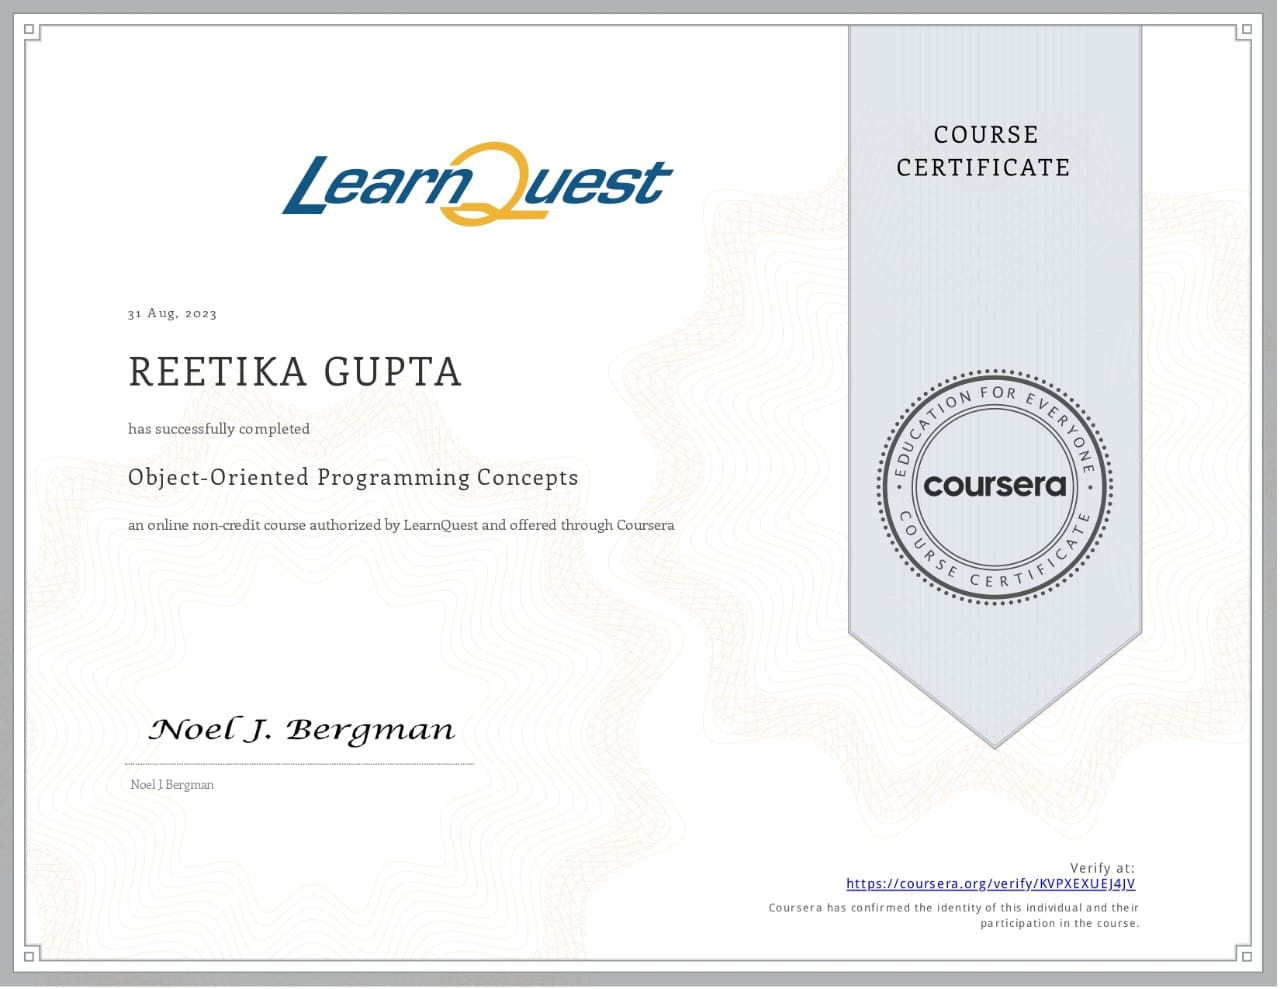 LearnQuest
COURSE
CERTIFICATE
31 Aug, 2023
REETIKA GUPTA
has successfully completed
Object-Oriented Programming Concepts
an online non-credit course authorized by LearnQuest and offered through Coursera
EDUCATION FOR EVERYONE
coursera
COURSE CERTIFICATE
Noel J. Bergman
Noel J. Bergman
Verify at:
https://coursera.org/verify/KVPXEXUEJ4JV
Coursera has confirmed the identity of this individual and their
participation in the course.